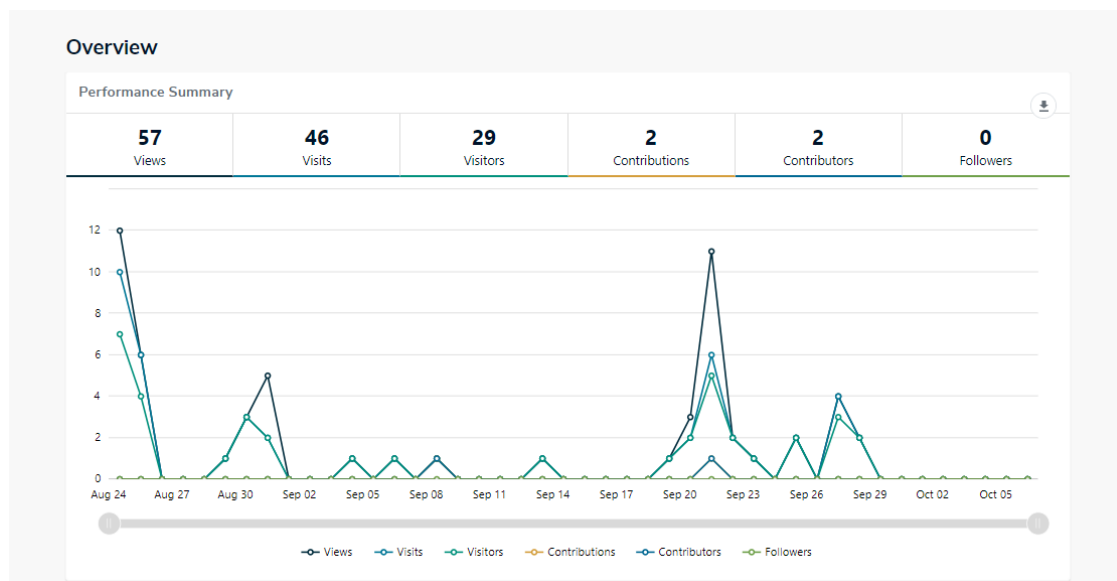 Overview
Performance Summary
57 46 29 2 2 0
Views Visits Visitors Contributions Contributors Followers
12
10
8
6
4
2
0
Aug 24 Aug 27 Aug 30 Sep 02 Sep 05 Sep 08 Sep 11 Sep 14 Sep 17 Sep 20 Sep 23 Sep 26 Sep 29 Oct 02 Oct 05
Views Visits Visitors Contributions Contributors Followers